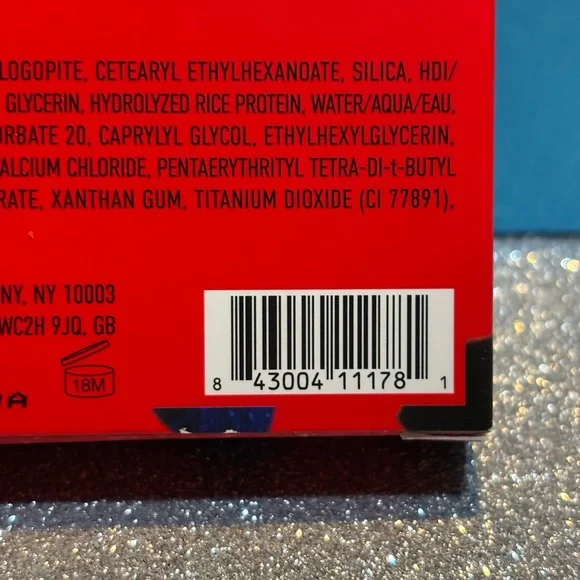 LOGOPITE, CETEARYL ETHYLHEXANOATE, SILICA, HDI/
GLYCERIN, HYDROLYZED RICE PROTEIN, WATER/AQUA/EAU,
ORBATE 20, CAPRYLYL GLYCOL, ETHYLHEXYLGLYCERIN,
ALCIUM CHLORIDE, PENTAERYTHRITYL TETRA-DI-t-BUTYL
RATE, XANTHAN GUM, TITANIUM DIOXIDE (CI 77891),
NY, NY 10003
WC2H 9JQ, GB
18M
8 43004 11178 1